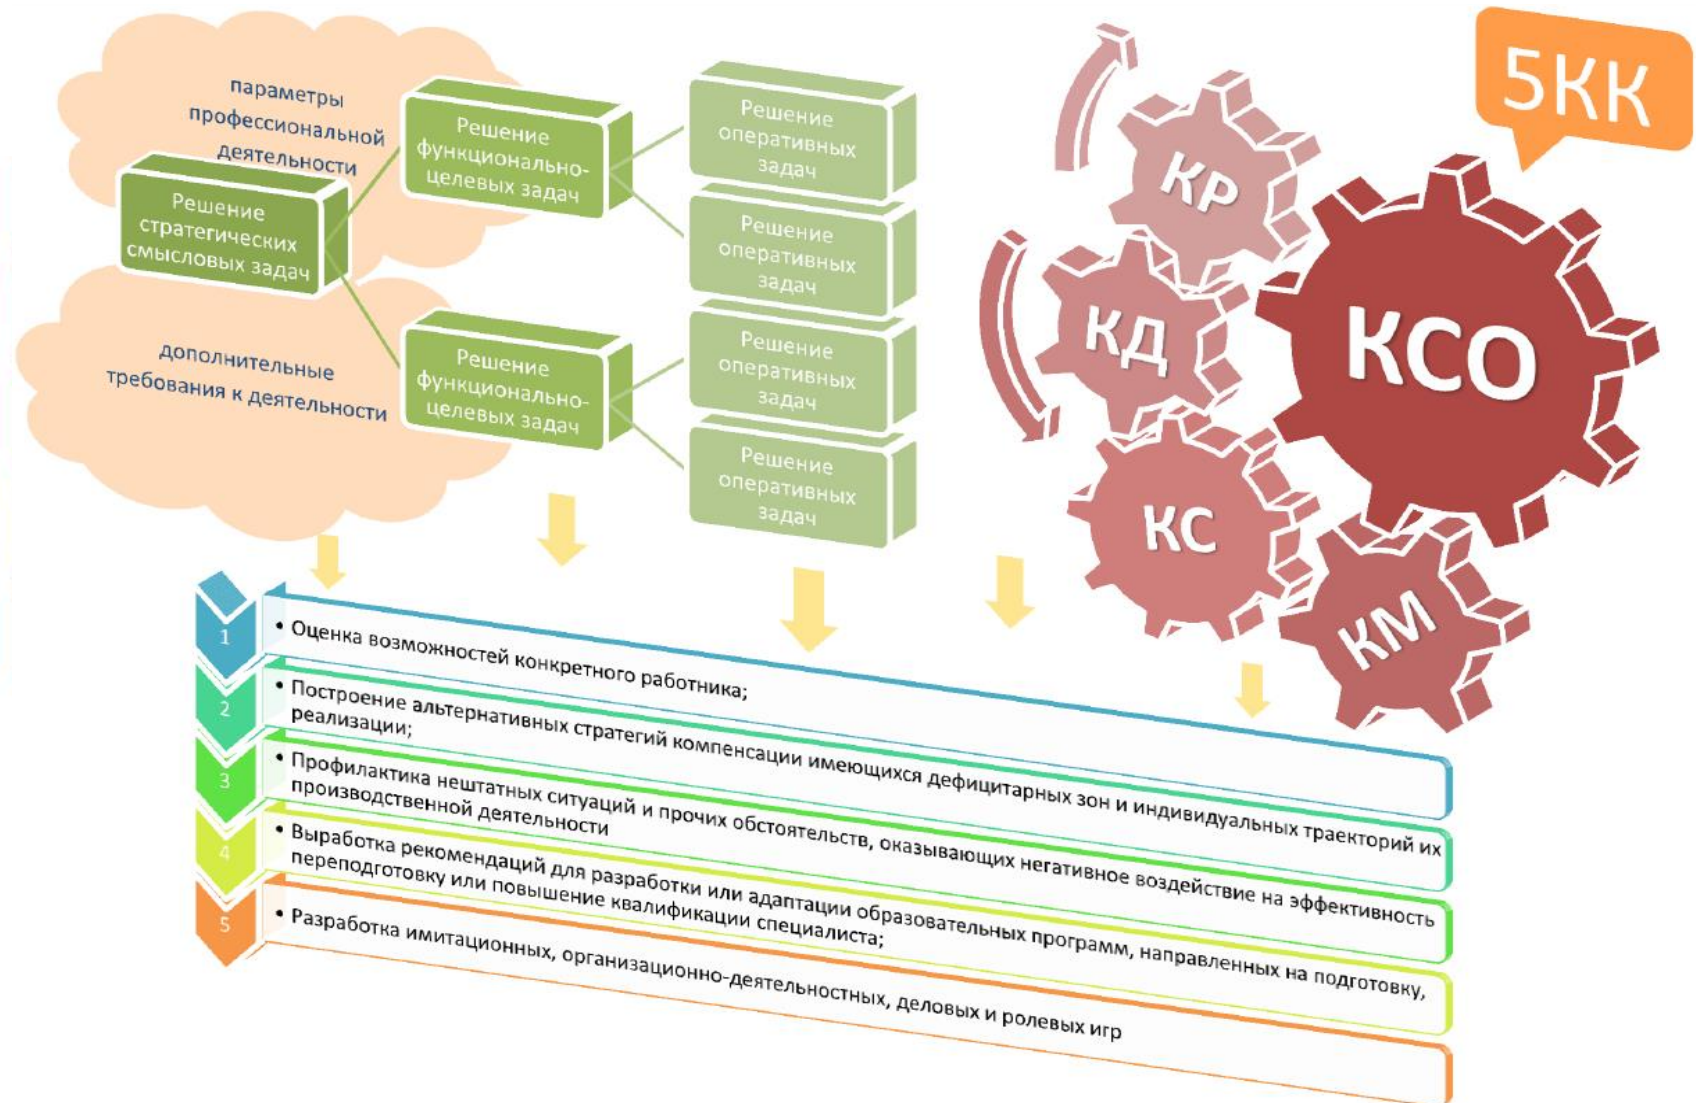 параметры
профессиональной
деятельности
Решение
стратегических
смысловых задач
дополнительные
требования к деятельности
Решение
функционально-
целевых задач
Решение
функционально-
целевых задач
Решение
оперативных
задач
Решение
оперативных
задач
Решение
оперативных
задач
Решение
оперативных
задач
5КК
КР
КД
КСО
КС
КМ
1
• Оценка возможностей конкретного работника;
2
• Построение альтернативных стратегий компенсации имеющихся дефицитарных зон и индивидуальных траекторий их
реализации;
3
• Профилактика нештатных ситуаций и прочих обстоятельств, оказывающих негативное воздействие на эффективность
производственной деятельности
4
• Выработка рекомендаций для разработки или адаптации образовательных программ, направленных на подготовку,
переподготовку или повышение квалификации специалиста;
5
• Разработка имитационных, организационно-деятельностных, деловых и ролевых игр